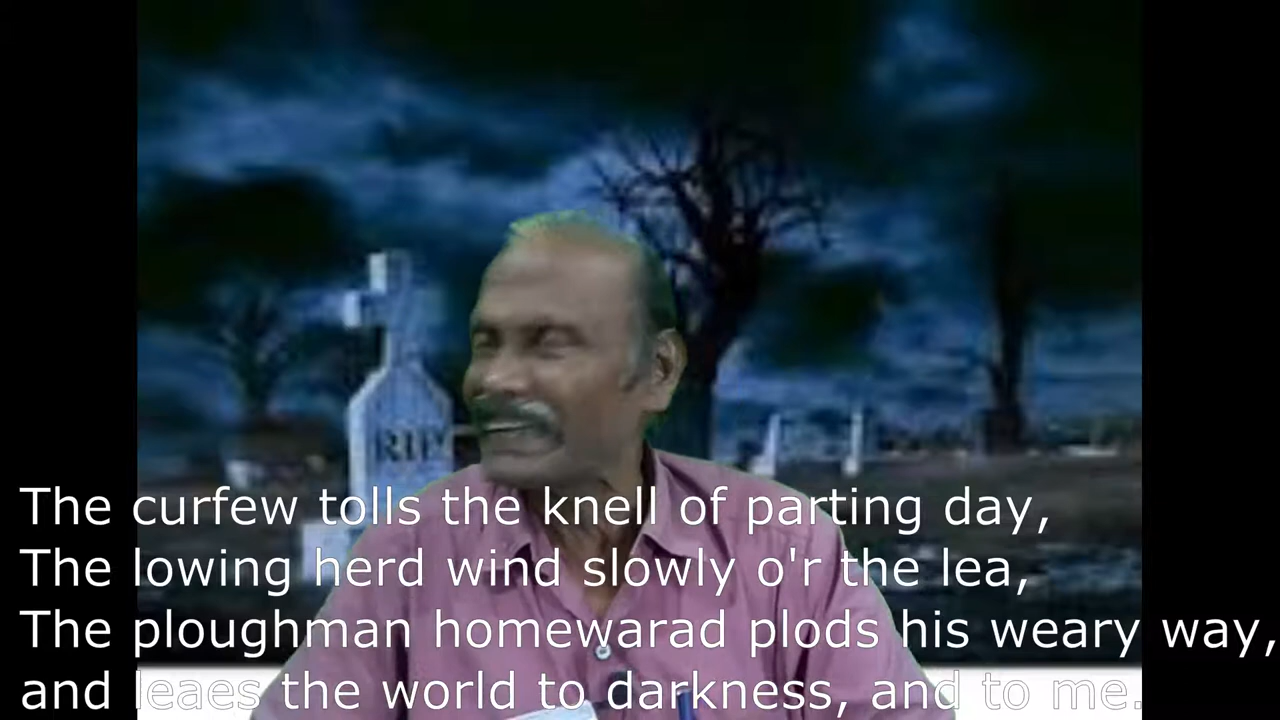 RIP
The curfew tolls the knell of parting day,
The lowing herd wind slowly o'r the lea,
The ploughman homewarad plods his weary way,
and leaes the world to darkness, and to me.